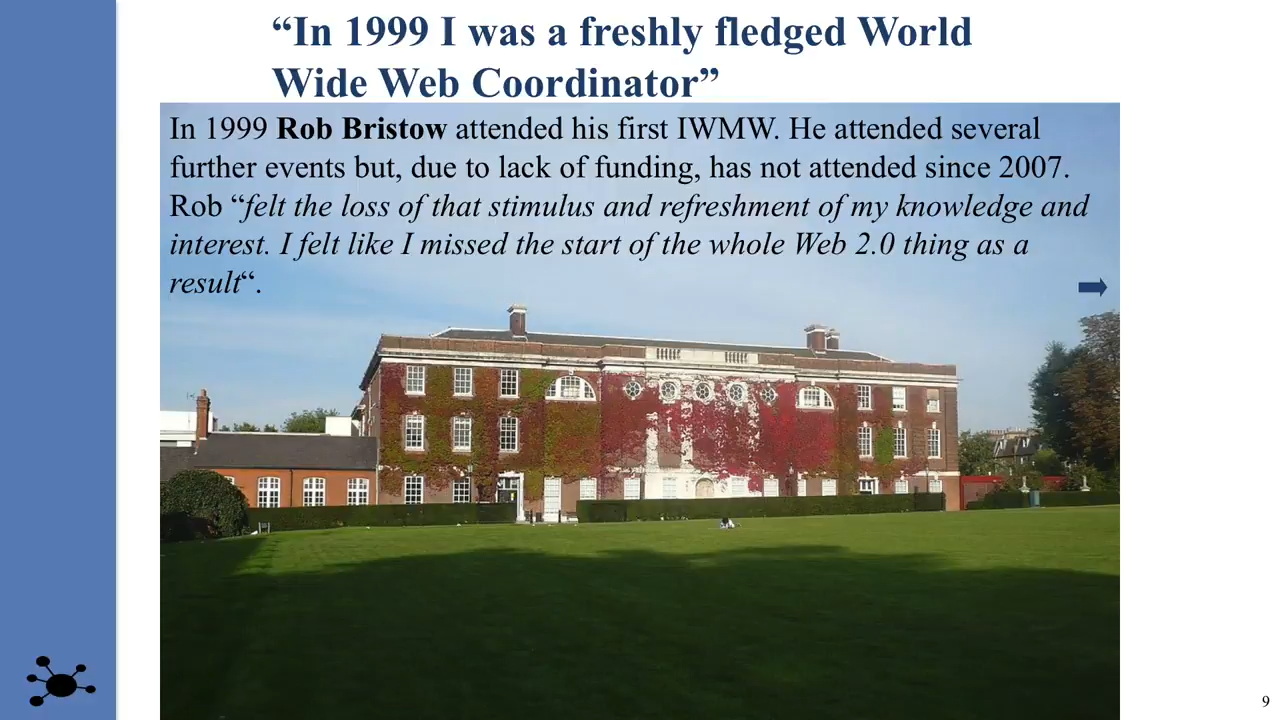 “In 1999 I was a freshly fledged World
Wide Web Coordinator”
In 1999 Rob Bristow attended his first IWMW. He attended several
further events but, due to lack of funding, has not attended since 2007.
Rob “felt the loss of that stimulus and refreshment of my knowledge and
interest. I felt like I missed the start of the whole Web 2.0 thing as a
result“.
9